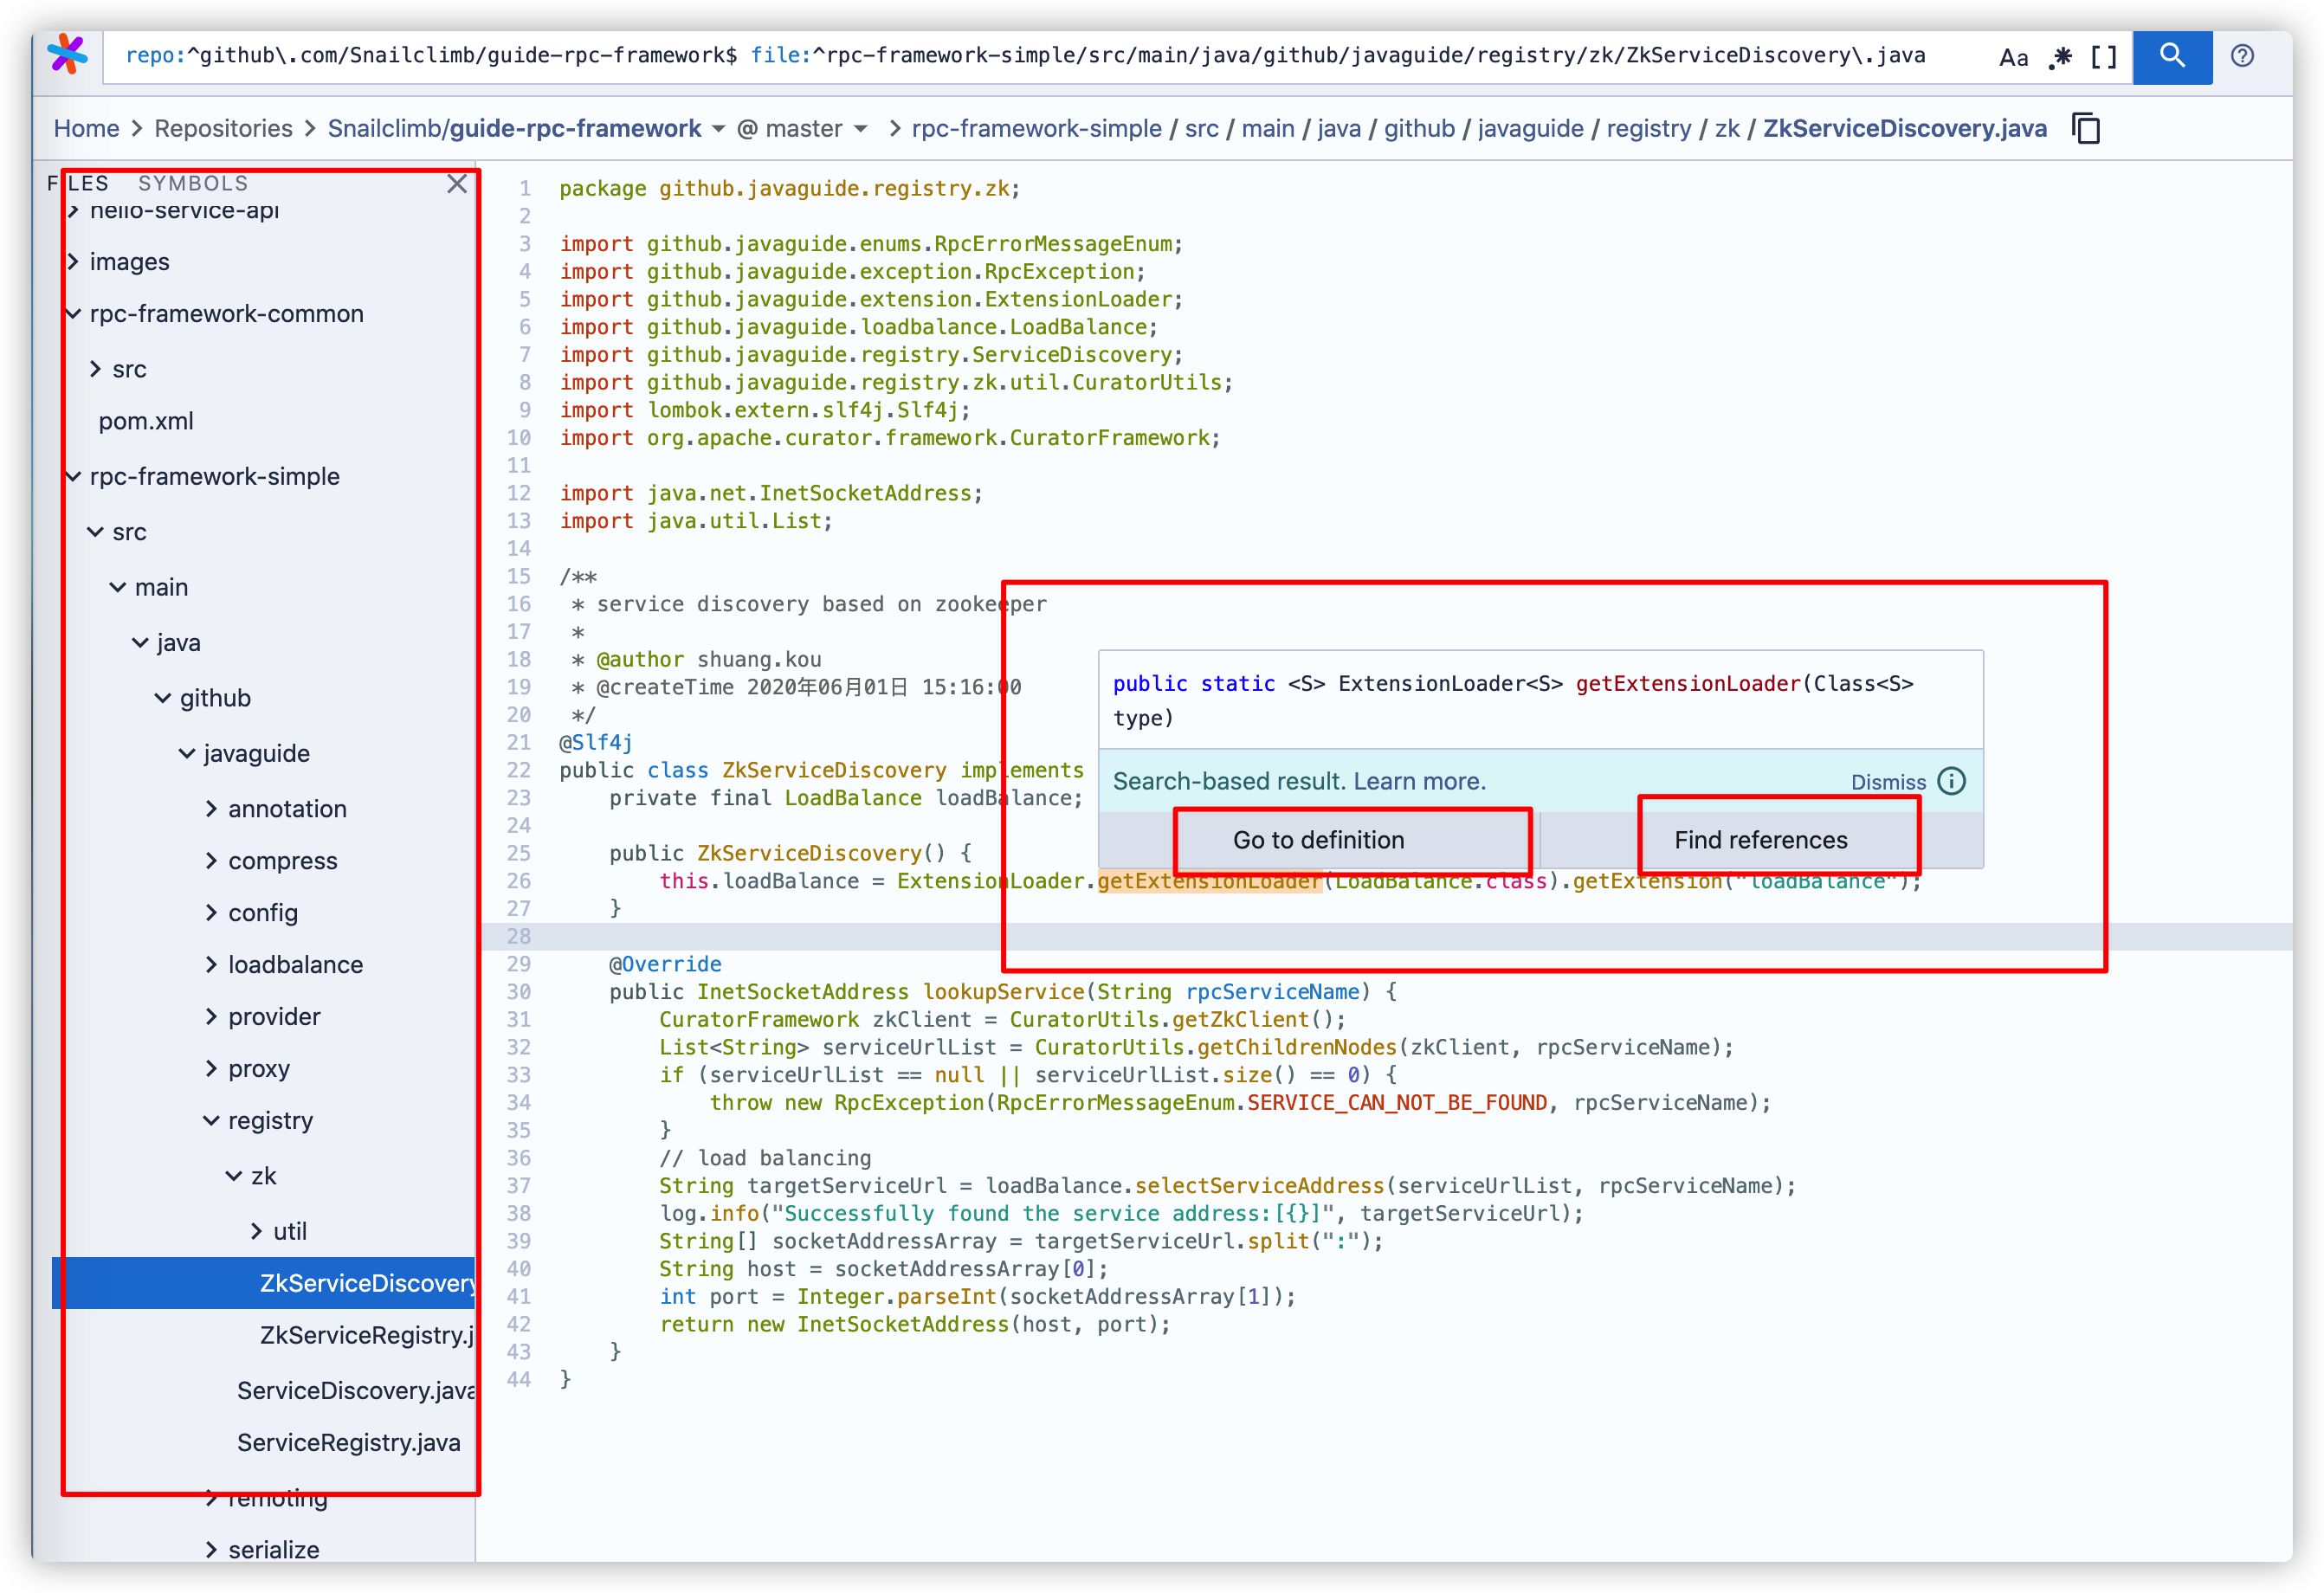 repo:^github\.com/Snailclimb/guide-rpc-framework$ file:^rpc-framework-simple/src/main/java/github/javaguide/registry/zk/ZkServiceDiscovery\.java Aa .* []
Home > Repositories > Snailclimb/guide-rpc-framework @ master > rpc-framework-simple / src / main / java / github / javaguide / registry / zk / ZkServiceDiscovery.java
FILES SYMBOLS
hello-service-api
images
rpc-framework-common
src
pom.xml
rpc-framework-simple
src
main
java
github
javaguide
annotation
compress
config
loadbalance
provider
proxy
registry
zk
util
ZkServiceDiscovery
ZkServiceRegistry.j
ServiceDiscovery.java
ServiceRegistry.java
remoting
serialize
1 package github.javaguide.registry.zk;
2
3 import github.javaguide.enums.RpcErrorMessageEnum;
4 import github.javaguide.exception.RpcException;
5 import github.javaguide.extension.ExtensionLoader;
6 import github.javaguide.loadbalance.LoadBalance;
7 import github.javaguide.registry.ServiceDiscovery;
8 import github.javaguide.registry.zk.util.CuratorUtils;
9 import lombok.extern.slf4j.Slf4j;
10 import org.apache.curator.framework.CuratorFramework;
11
12 import java.net.InetSocketAddress;
13 import java.util.List;
14
15 /**
16 * service discovery based on zookeeper
17 *
18 * @author shuang.kou
19 * @createTime 2020年06月01日 15:16:00
20 */
21 @Slf4j
22 public class ZkServiceDiscovery implements
23 private final LoadBalance loadBalance;
24
25 public ZkServiceDiscovery() {
26 this.loadBalance = ExtensionLoader.getExtensionLoader(LoadBalance.class).getExtension("loadBalance");
27 }
28
29 @Override
30 public InetSocketAddress lookupService(String rpcServiceName) {
31 CuratorFramework zkClient = CuratorUtils.getZkClient();
32 List<String> serviceUrlList = CuratorUtils.getChildrenNodes(zkClient, rpcServiceName);
33 if (serviceUrlList == null || serviceUrlList.size() == 0) {
34 throw new RpcException(RpcErrorMessageEnum.SERVICE_CAN_NOT_BE_FOUND, rpcServiceName);
35 }
36 // load balancing
37 String targetServiceUrl = loadBalance.selectServiceAddress(serviceUrlList, rpcServiceName);
38 log.info("Successfully found the service address:[{}]", targetServiceUrl);
39 String[] socketAddressArray = targetServiceUrl.split(":");
40 String host = socketAddressArray[0];
41 int port = Integer.parseInt(socketAddressArray[1]);
42 return new InetSocketAddress(host, port);
43 }
44 }
public static <S> ExtensionLoader<S> getExtensionLoader(Class<S>
type)
Search-based result. Learn more. Dismiss
Go to definition Find references